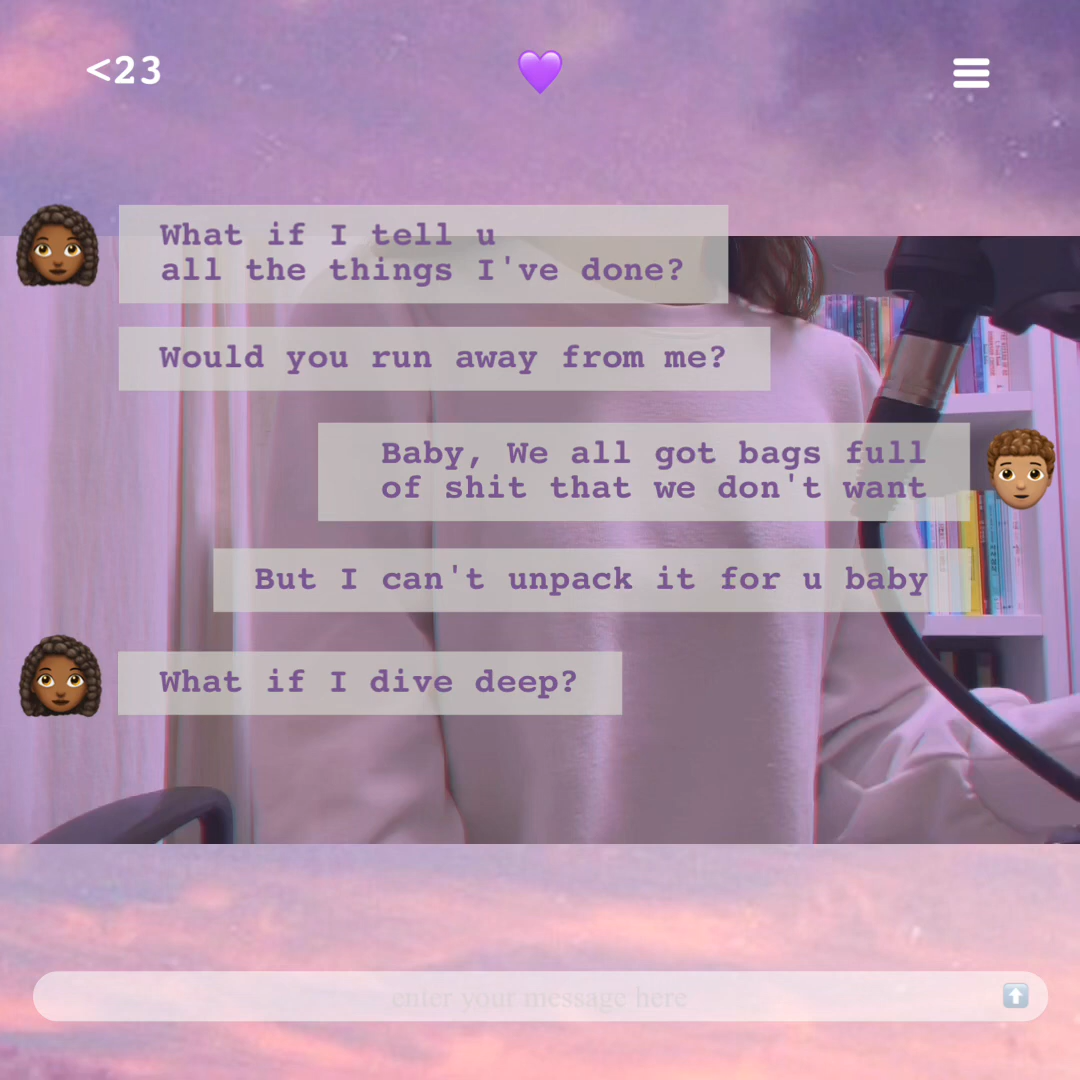 <23
What if I tell u
all the things I've done?
Would you run away from me?
Baby, We all got bags full
of shit that we don't want
But I can't unpack it for u baby
What if I dive deep?
enter your message here